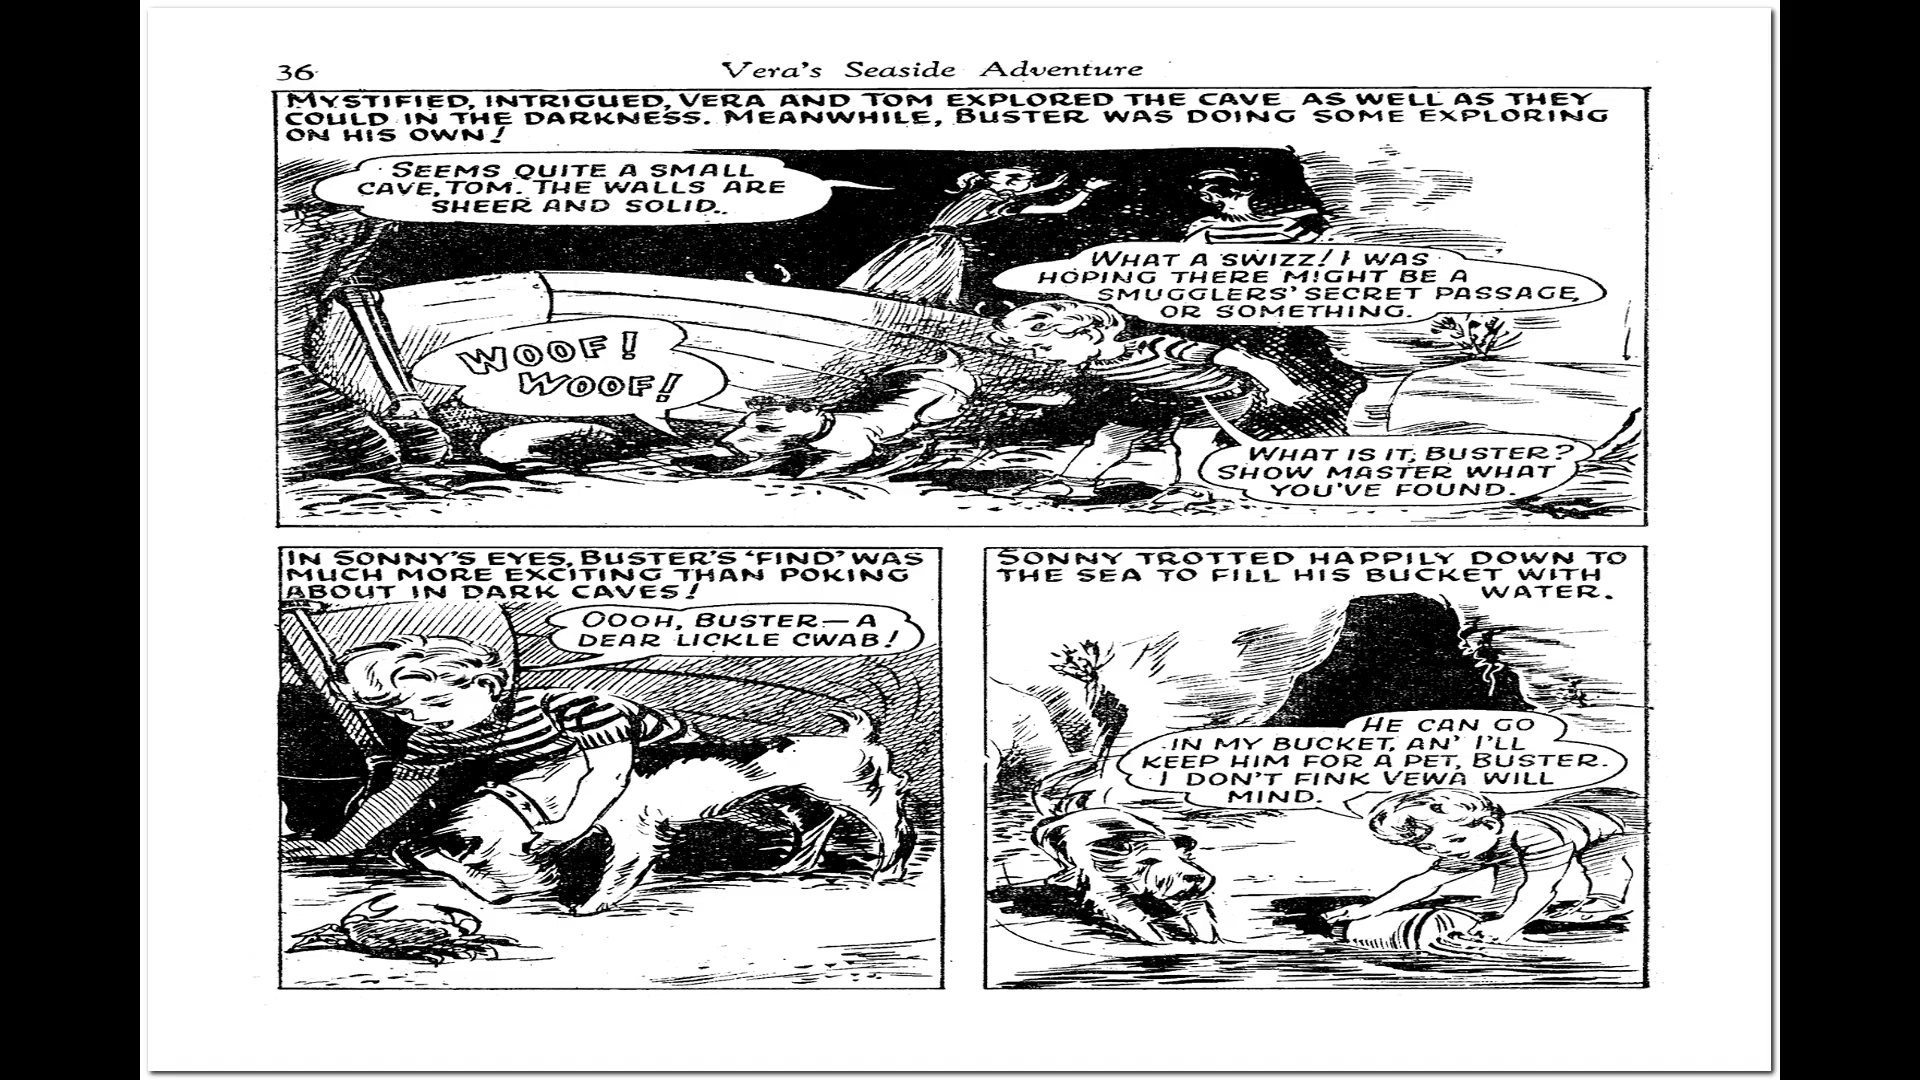 36
Vera's Seaside Adventure
MYSTIFIED, INTRIGUED, VERA AND TOM EXPLORED THE CAVE AS WELL AS THEY
COULD IN THE DARKNESS. MEANWHILE, BUSTER WAS DOING SOME EXPLORING
ON HIS OWN!
SEEMS QUITE A SMALL
CAVE, TOM. THE WALLS ARE
SHEER AND SOLID..
WHAT A SWIZZ! I WAS
HOPING THERE MIGHT BE A
SMUGGLERS' SECRET PASSAGE,
OR SOMETHING.
WOOF!
WOOF!
WHAT IS IT, BUSTER?
SHOW MASTER WHAT
YOU'VE FOUND.
IN SONNY'S EYES, BUSTER'S 'FIND' WAS
MUCH MORE EXCITING THAN POKING
ABOUT IN DARK CAVES!
OOOH, BUSTER—A
DEAR LICKLE CWAB!
SONNY TROTTED HAPPILY DOWN TO
THE SEA TO FILL HIS BUCKET WITH
WATER.
HE CAN GO
IN MY BUCKET, AN' I'LL
KEEP HIM FOR A PET, BUSTER.
I DON'T FINK VEWA WILL
MIND.